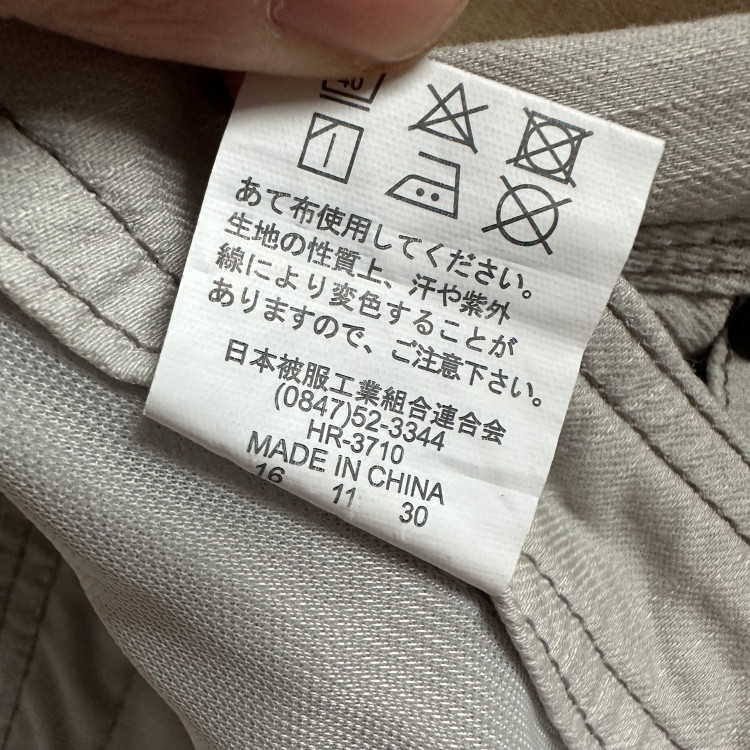 40
あて布使用してください。
生地の性質上、汗や紫外
線により変色することが
ありますので、ご注意下さい。
日本被服工業組合連合会
(0847)52-3344
HR-3710
MADE IN CHINA
16 11 30